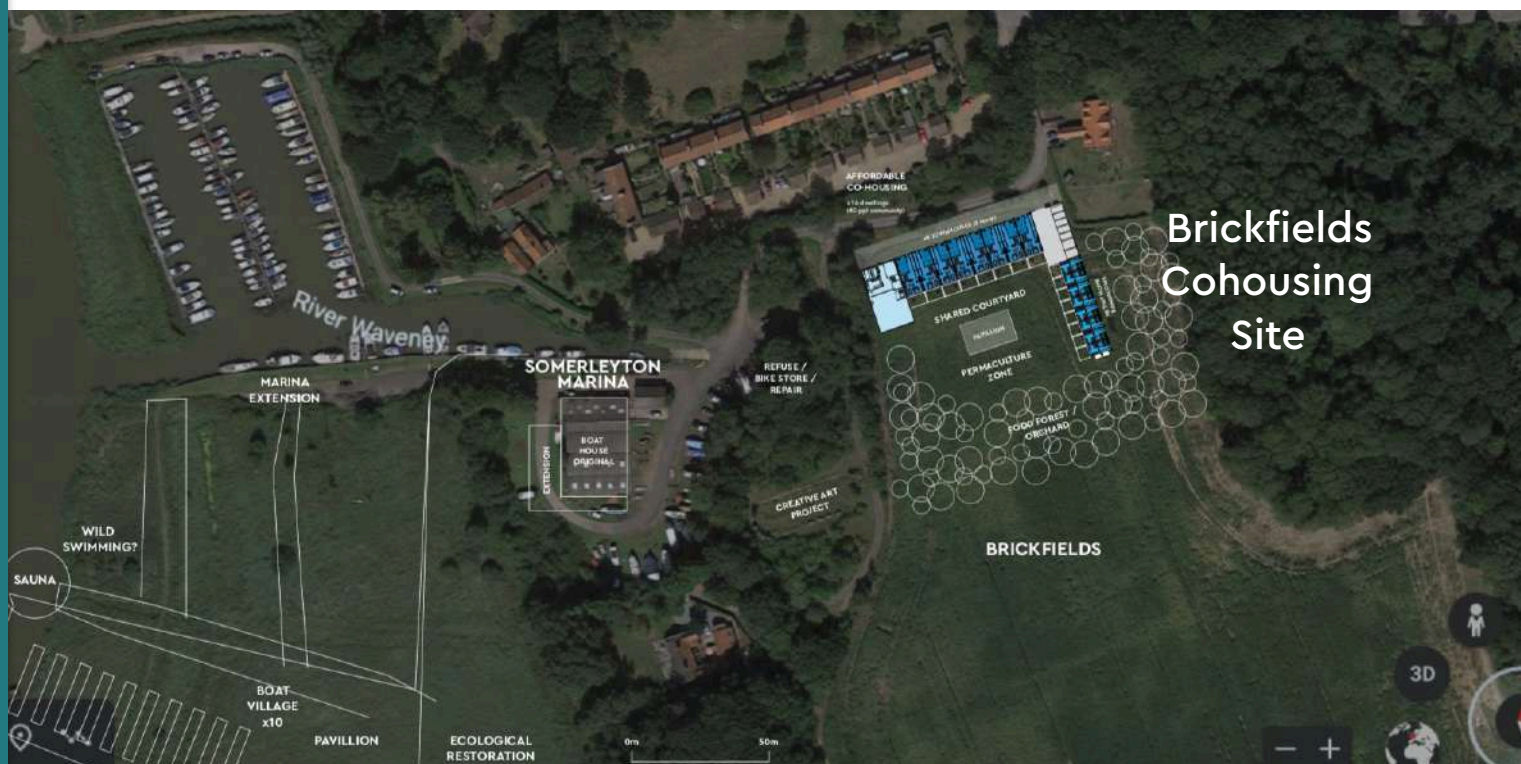 Brickfields
Cohousing
Site
AFFORDABLE
CO-HOUSING
SHARED COURTYARD
PAVILLION
PERMACULTURE
ZONE
FOOD FOREST /
ORCHARD
River Waveney
SOMERLEYTON
MARINA
REFUSE /
BIKE STORE /
REPAIR
MARINA
EXTENSION
BOAT
HOUSE
ORIGINAL
EXTENSION
CREATIVE ART
PROJECT
BRICKFIELDS
WILD
SWIMMING?
SAUNA
BOAT
VILLAGE
x10
PAVILLION
ECOLOGICAL
RESTORATION
0m
50m
3D